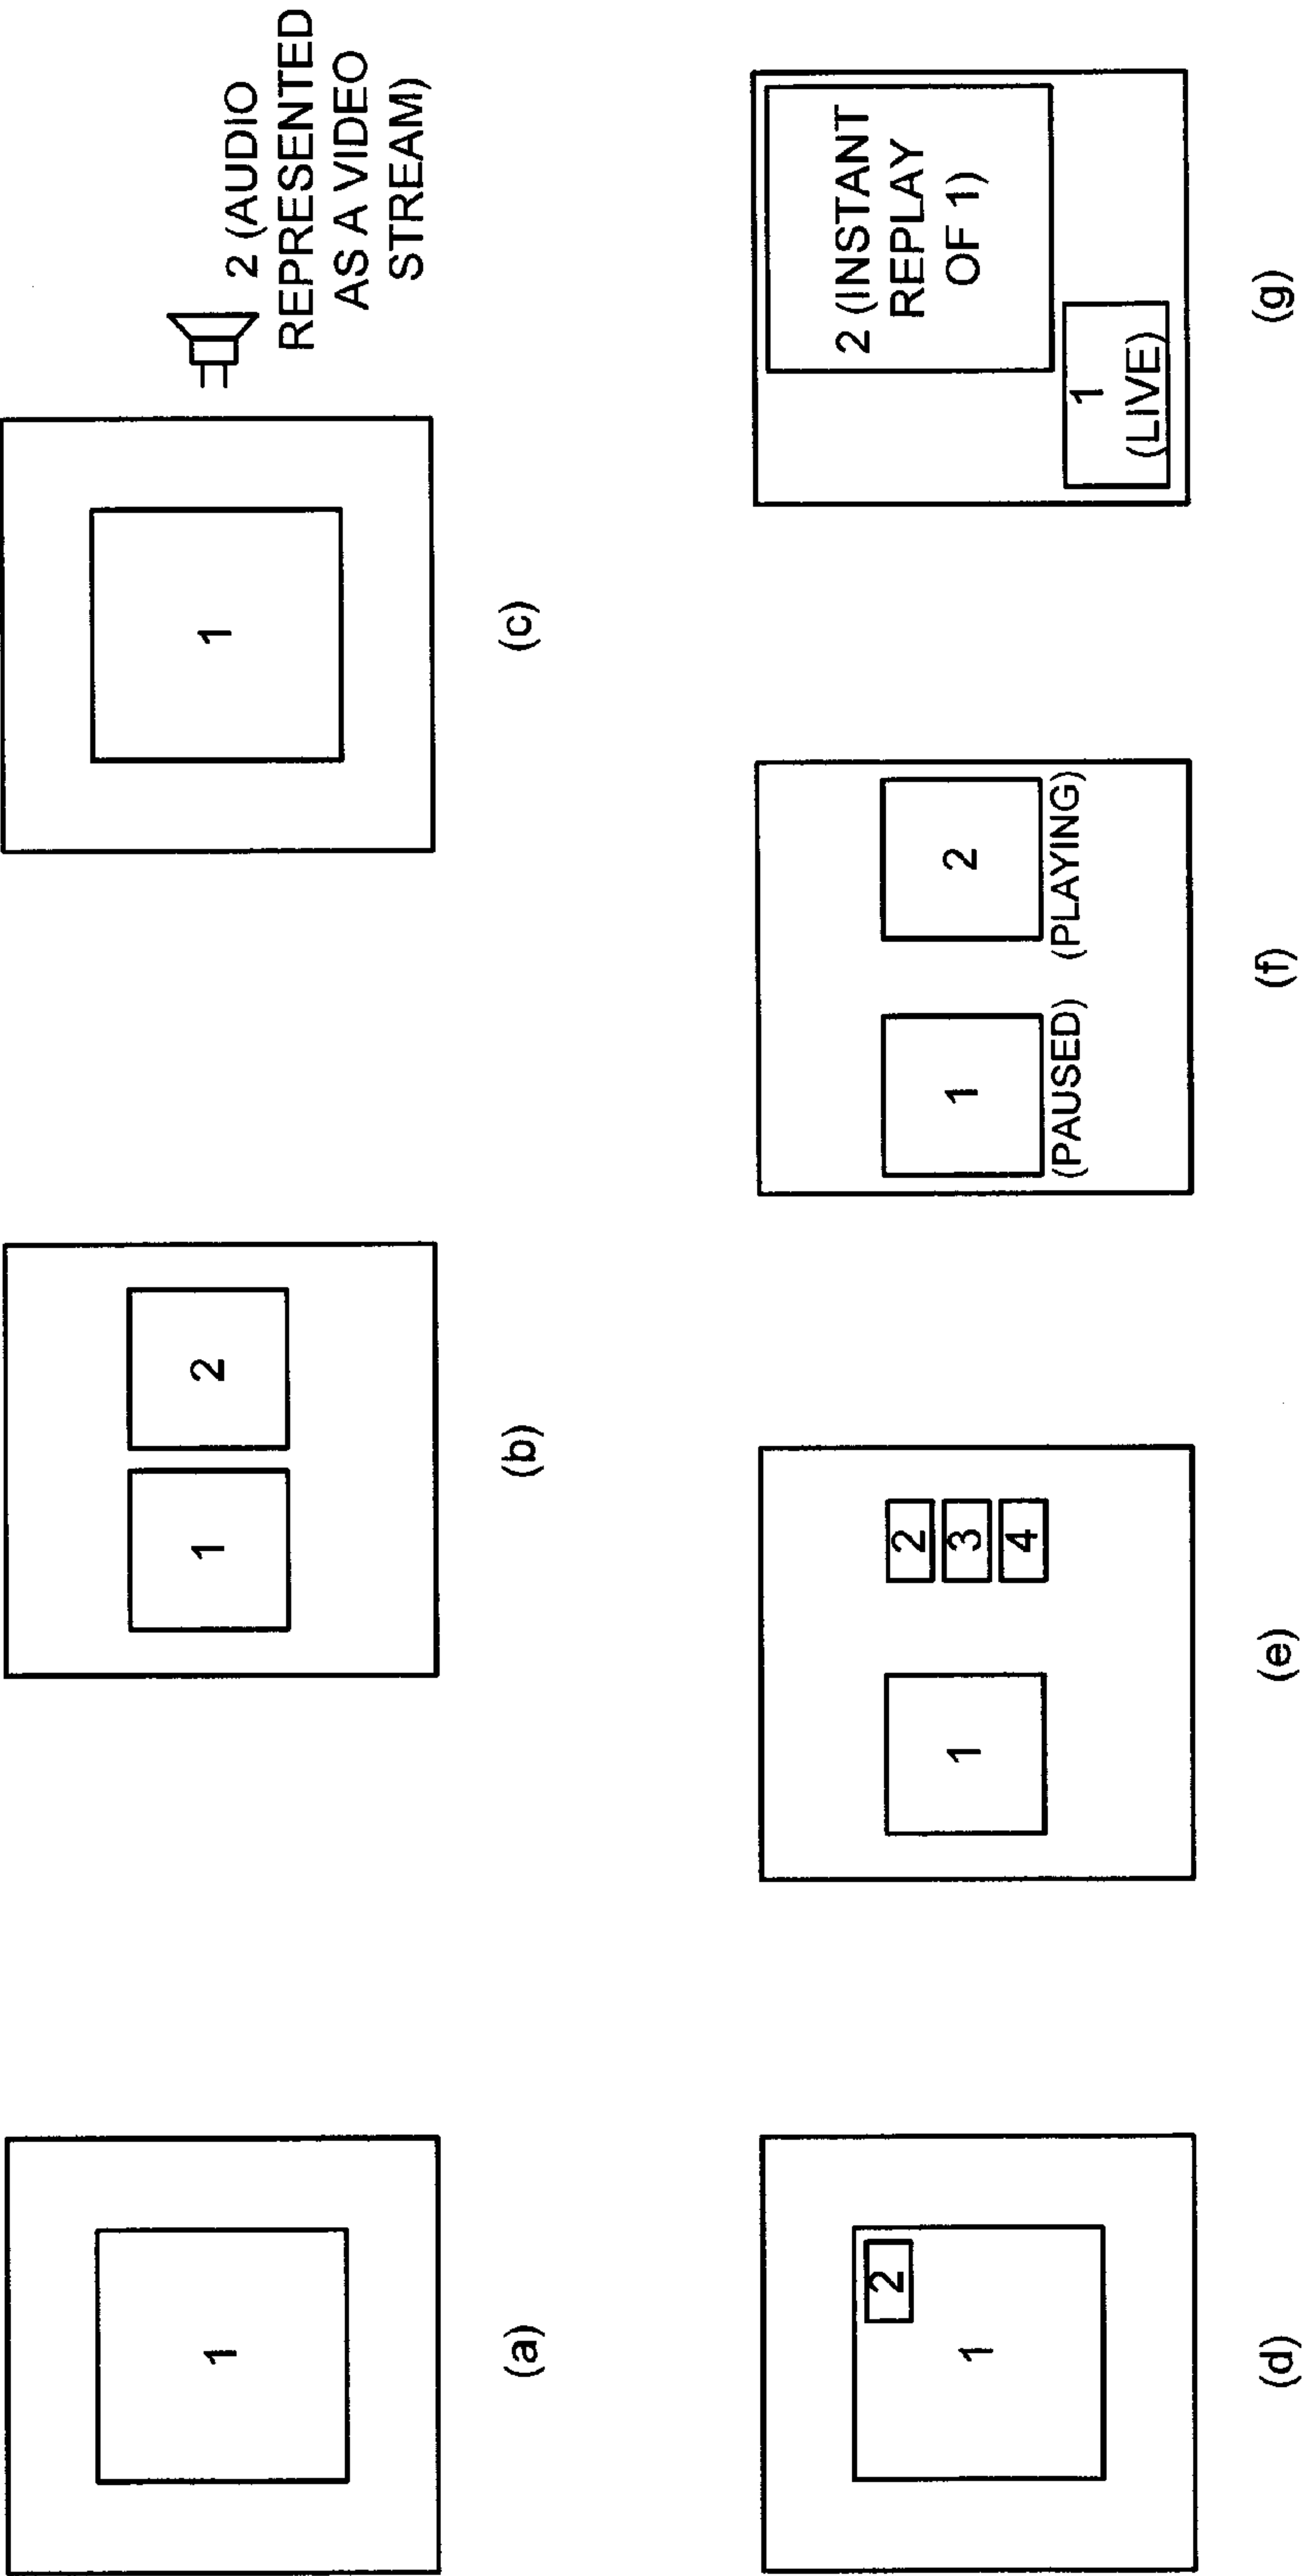 1
(a)
1
2
(b)
1
2 (AUDIO
REPRESENTED
AS A VIDEO
STREAM)
(c)
1
2
(d)
1
2
3
4
(e)
1
(PAUSED)
2
(PLAYING)
(f)
2 (INSTANT
REPLAY
OF 1)
1
(LIVE)
(g)